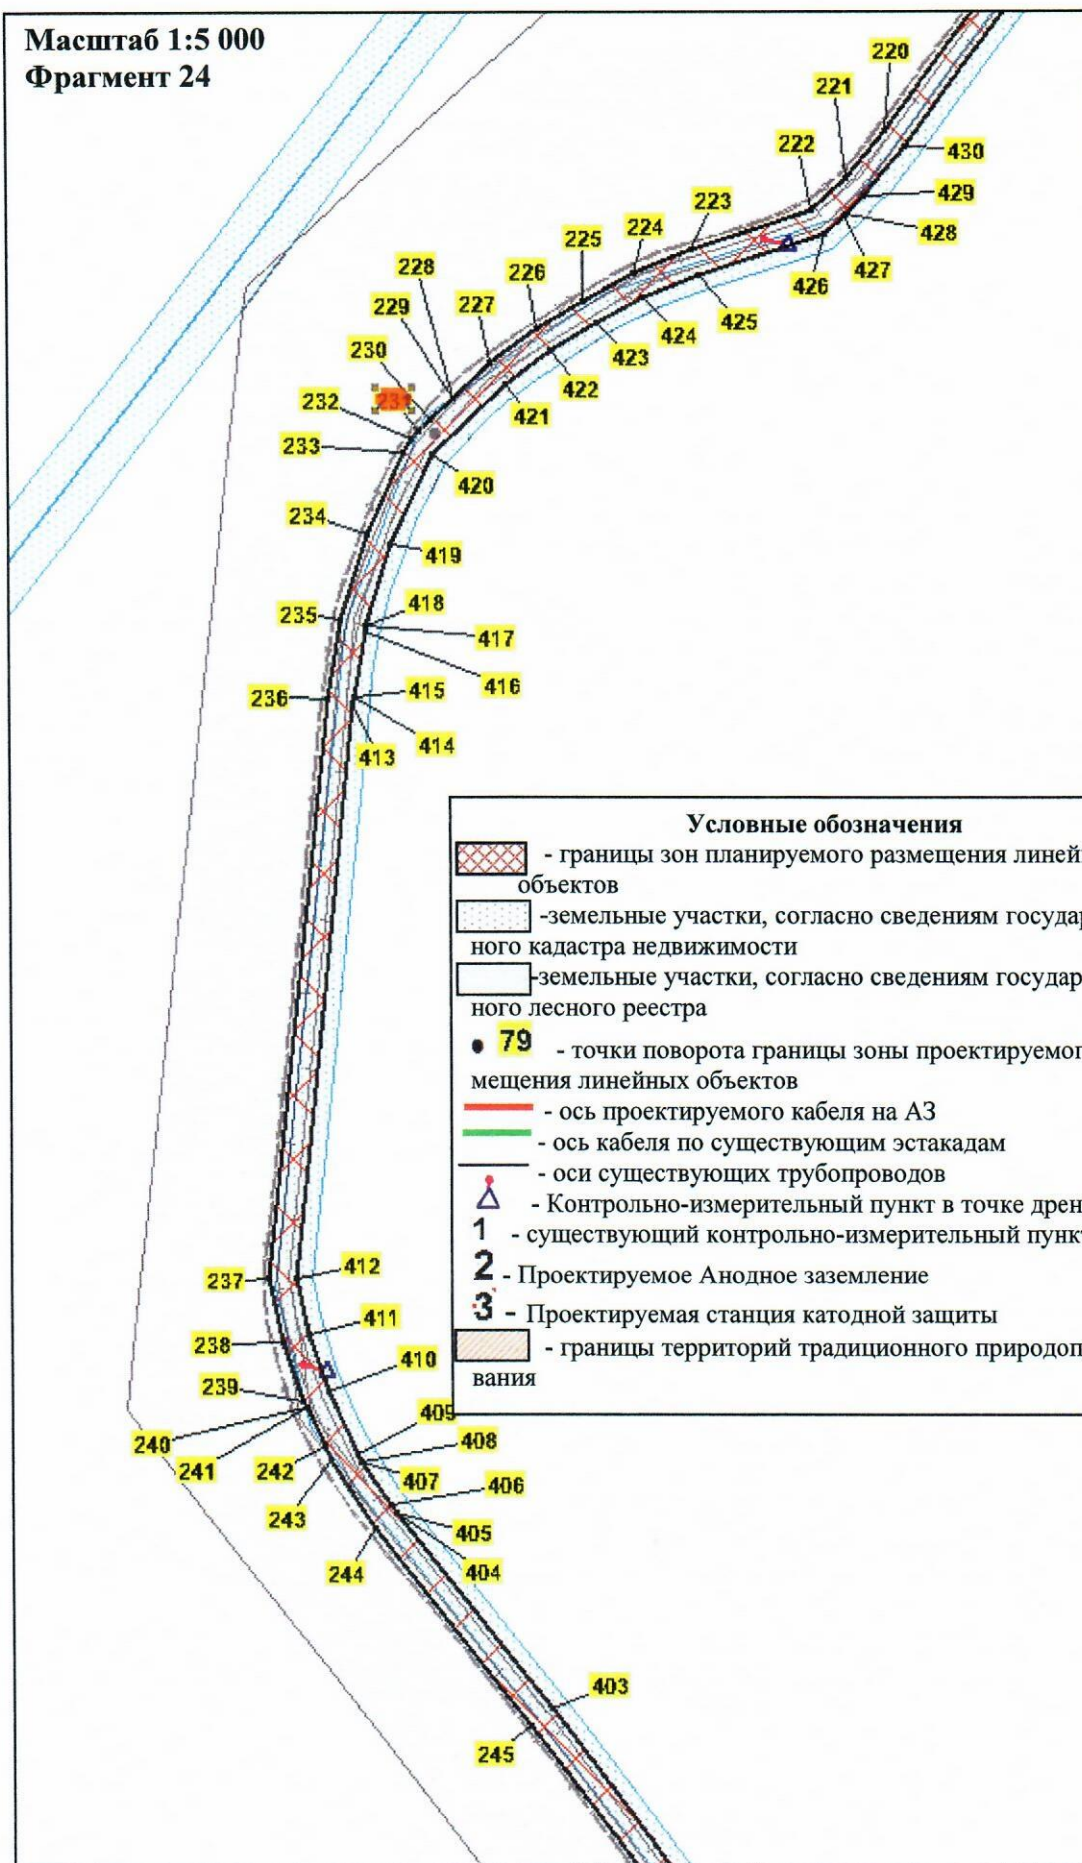 Масштаб 1:5 000
Фрагмент 24
220
221
222
430
429
428
427
426
223
224
225
226
227
228
229
230
231
232
233
234
235
236
425
424
423
422
421
420
419
418
417
416
415
414
413
Условные обозначения
- границы зон планируемого размещения линей
объектов
-земельные участки, согласно сведениям государ
ного кадастра недвижимости
-земельные участки, согласно сведениям государ
ного лесного реестра
79 - точки поворота границы зоны проектируемог
мещения линейных объектов
- ось проектируемого кабеля на АЗ
- ось кабеля по существующим эстакадам
- оси существующих трубопроводов
- Контрольно-измерительный пункт в точке дрен
1 - существующий контрольно-измерительный пункт
2 - Проектируемое Анодное заземление
3 - Проектируемая станция катодной защиты
- границы территорий традиционного природоп
вания
237
412
411
238
410
239
409
240
408
241
242
407
406
243
405
244
404
403
245